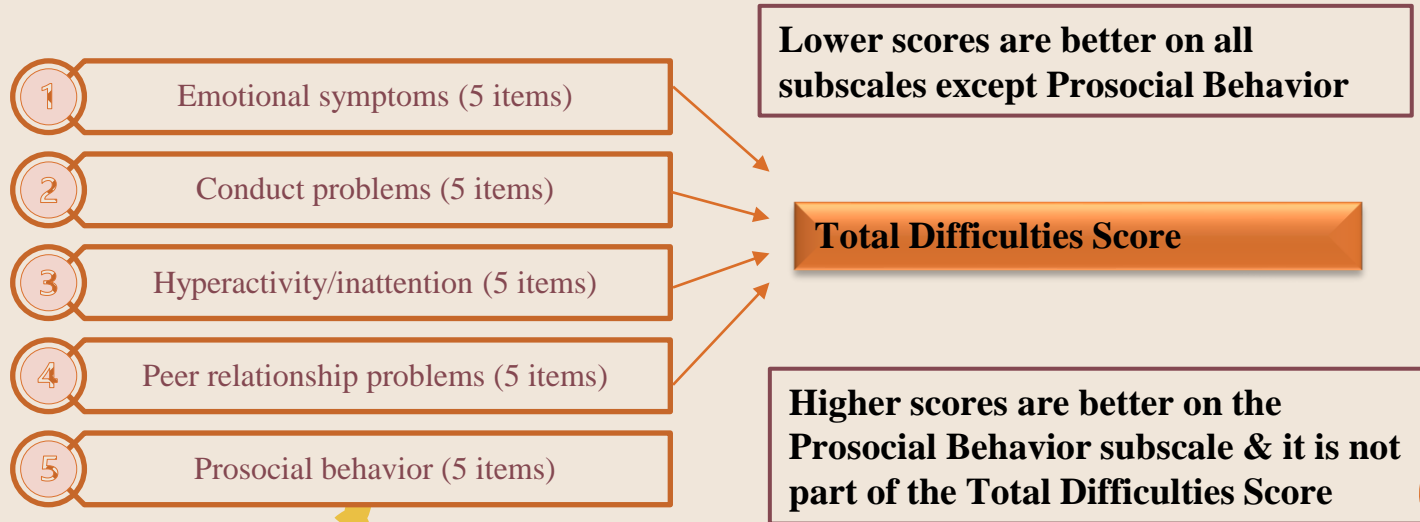 Lower scores are better on all
subscales except Prosocial Behavior
1
Emotional symptoms (5 items)
2
Conduct problems (5 items)
Total Difficulties Score
3
Hyperactivity/inattention (5 items)
4
Peer relationship problems (5 items)
Higher scores are better on the
Prosocial Behavior subscale & it is not
part of the Total Difficulties Score
5
Prosocial behavior (5 items)